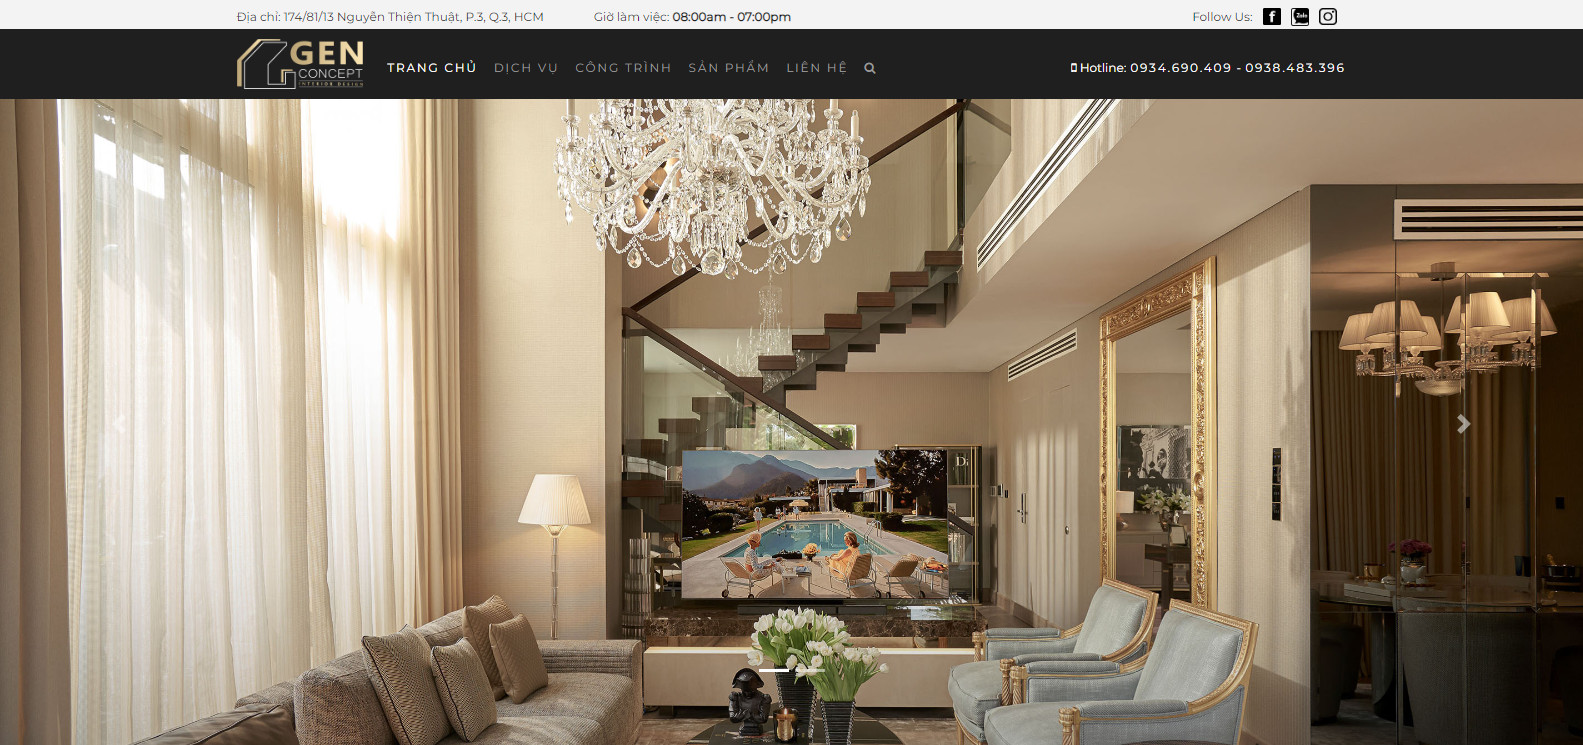 Địa chỉ: 174/81/13 Nguyễn Thiện Thuật, P.3, Q.3, HCM
Giờ làm việc: 08:00am - 07:00pm
Follow Us:
Zalo
GEN
CONCEPT
INTERIOR DESIGN
TRANG CHỦ
DỊCH VỤ
CÔNG TRÌNH
SẢN PHẨM
LIÊN HỆ
Hotline: 0934.690.409 - 0938.483.396
Di